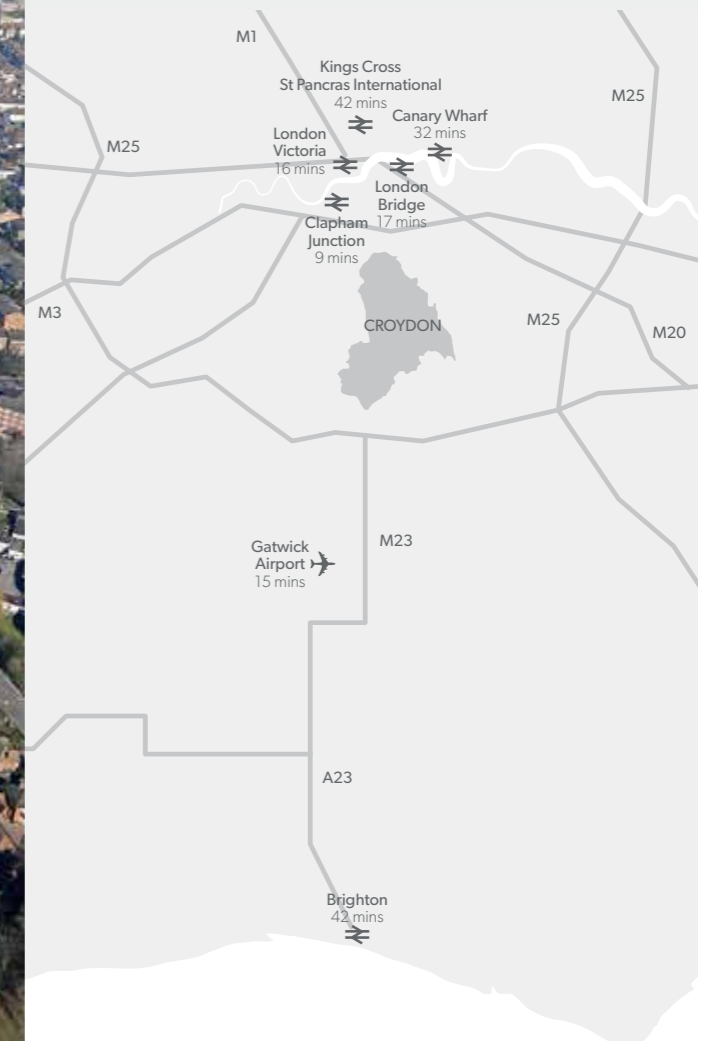 M1
Kings Cross
St Pancras International
42 mins
M25
Canary Wharf
32 mins
M25
London
Victoria
16 mins
London
Bridge
17 mins
Clapham
Junction
9 mins
M3
CROYDON
M25
M20
M23
Gatwick
Airport
15 mins
A23
Brighton
42 mins